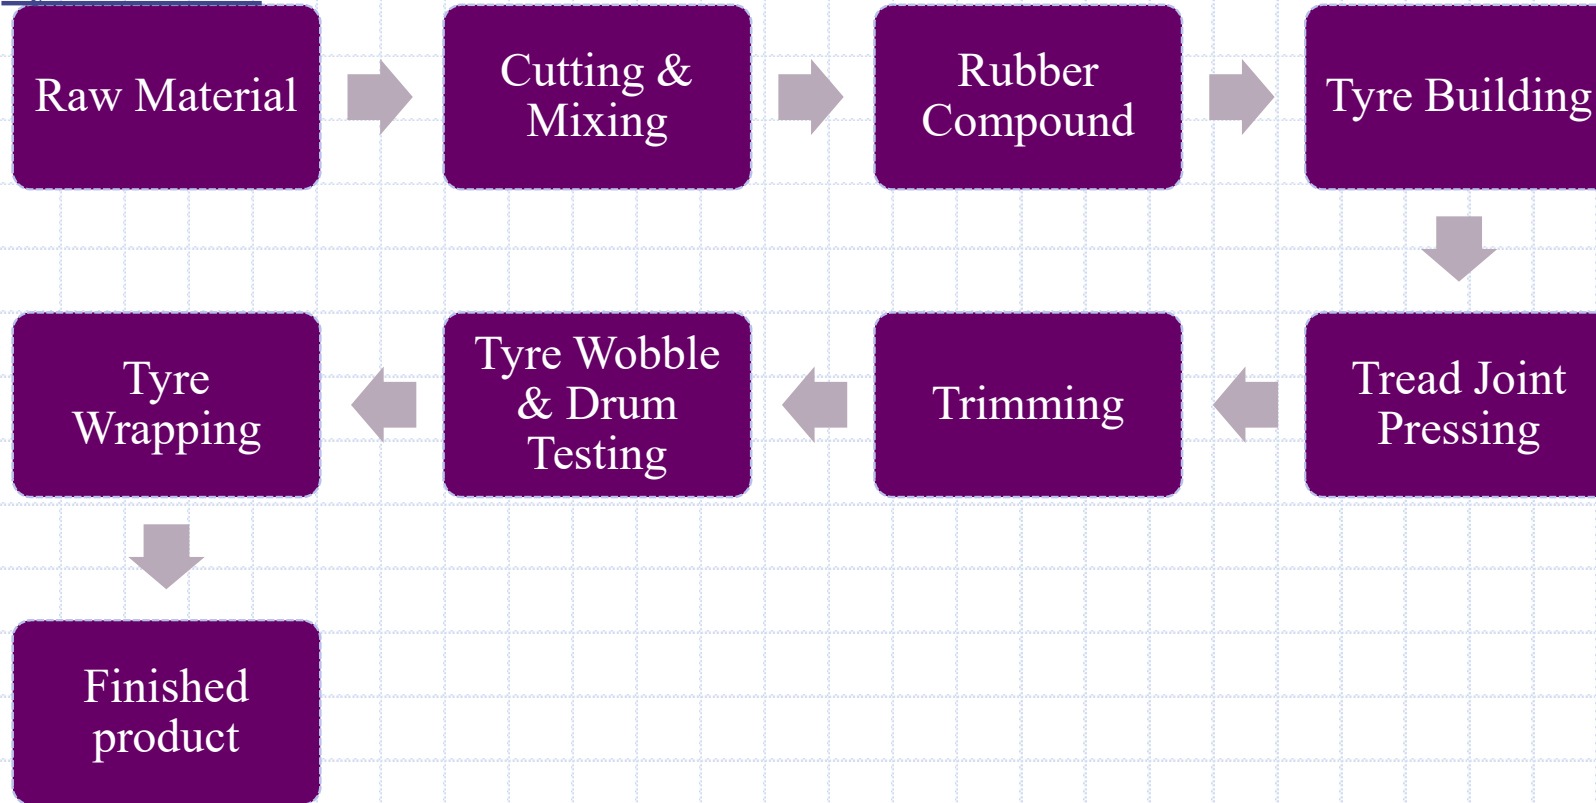 Raw Material
Cutting &
Mixing
Rubber
Compound
Tyre Building
Tread Joint
Pressing
Trimming
Tyre Wobble
& Drum
Testing
Tyre
Wrapping
Finished
product